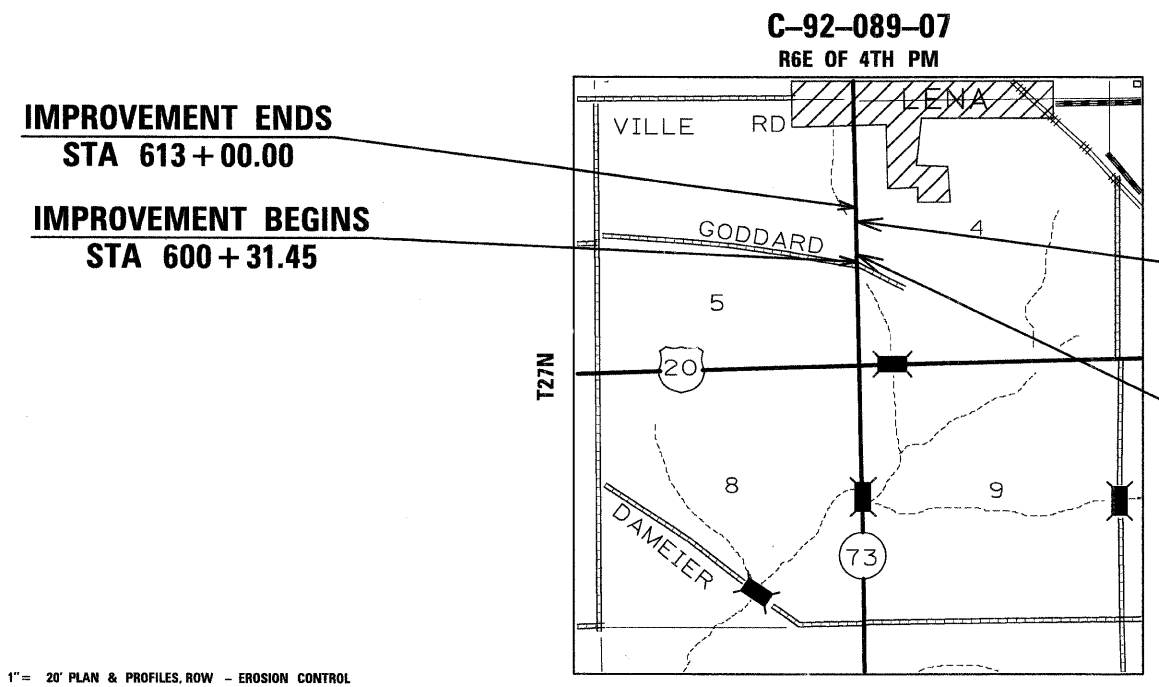 C-92-089-07
R6E OF 4TH PM
IMPROVEMENT ENDS
STA 613+00.00
IMPROVEMENT BEGINS
STA 600+31.45
LENA
VILLE RD
GODDARD
4
5
T27N
20
8
9
DAMEIER
73
1"= 20' PLAN & PROFILES, ROW - EROSION CONTROL